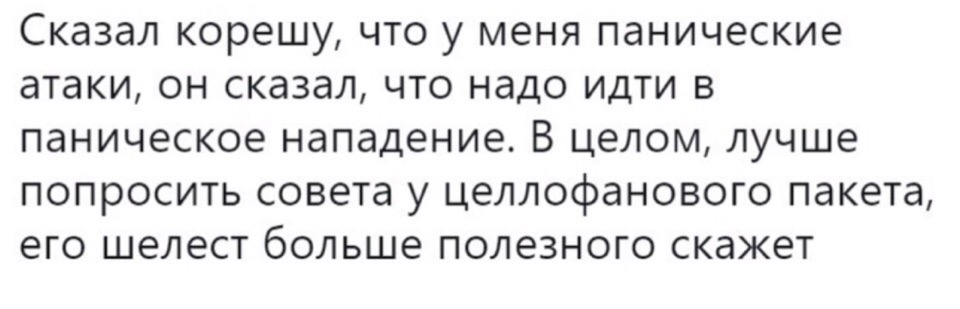 Сказал корешу, что у меня панические
атаки, он сказал, что надо идти в
паническое нападение. В целом, лучше
попросить совета у целлофанового пакета,
его шелест больше полезного скажет